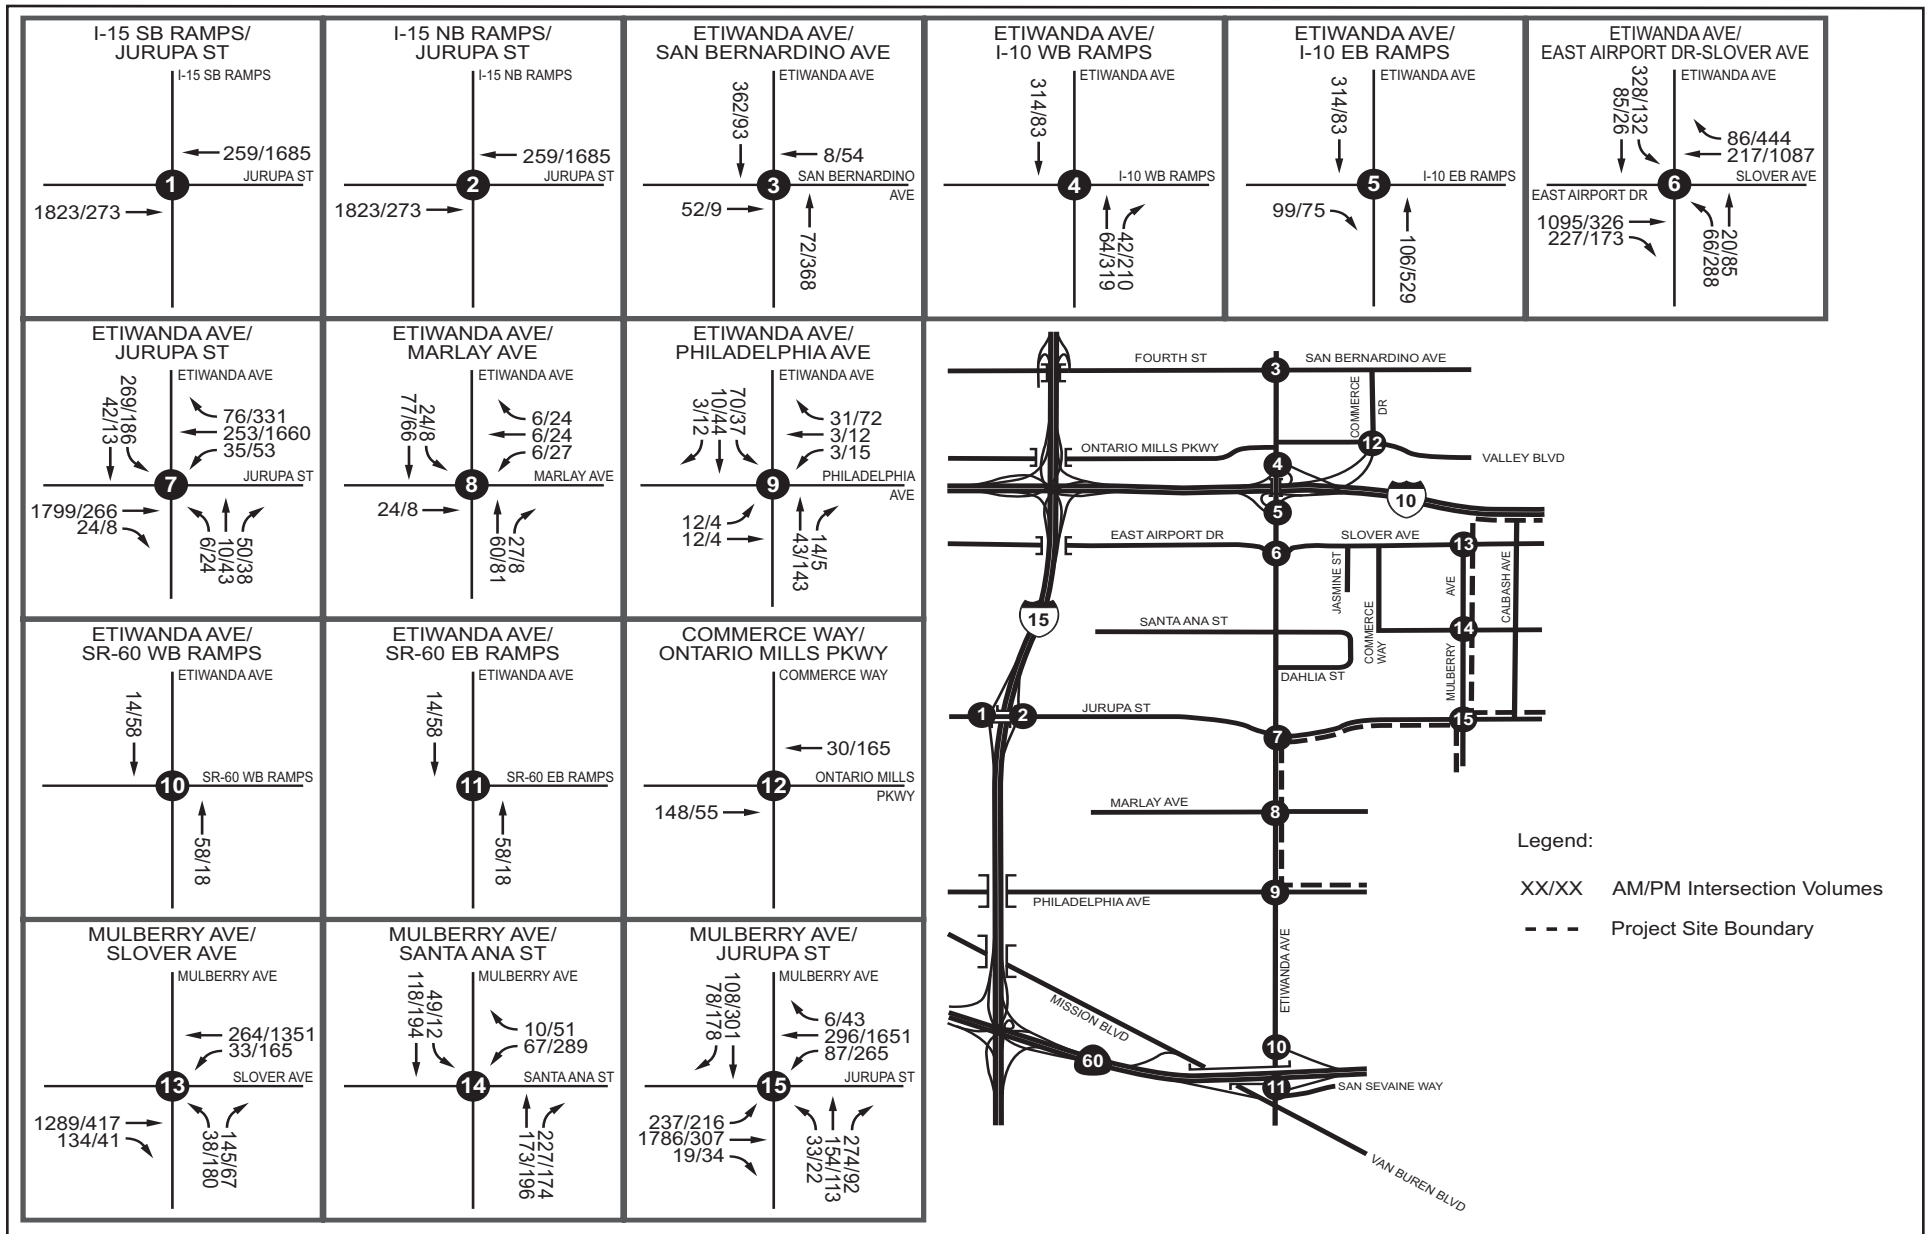 I-15 SB RAMPS/
JURUPA ST
I-15 SB RAMPS
259/1685
JURUPA ST
1
1823/273
I-15 NB RAMPS/
JURUPA ST
I-15 NB RAMPS
259/1685
JURUPA ST
2
1823/273
ETIWANDA AVE/
SAN BERNARDINO AVE
ETIWANDA AVE
362/93
8/54
3
SAN BERNARDINO
AVE
52/9
72/368
ETIWANDA AVE/
I-10 WB RAMPS
ETIWANDA AVE
314/83
4
I-10 WB RAMPS
64/319
42/210
ETIWANDA AVE/
I-10 EB RAMPS
ETIWANDA AVE
314/83
5
I-10 EB RAMPS
99/75
106/529
ETIWANDA AVE/
EAST AIRPORT DR-SLOVER AVE
ETIWANDA AVE
85/26
328/132
86/444
217/1087
6
SLOVER AVE
EAST AIRPORT DR
1095/326
227/173
66/288
20/85
ETIWANDA AVE/
JURUPA ST
ETIWANDA AVE
42/13
269/186
76/331
253/1660
35/53
7
JURUPA ST
1799/266
24/8
6/24
10/43
50/38
ETIWANDA AVE/
MARLAY AVE
ETIWANDA AVE
77/66
24/8
6/24
6/24
6/27
8
MARLAY AVE
24/8
60/81
27/8
ETIWANDA AVE/
PHILADELPHIA AVE
ETIWANDA AVE
3/12
10/44
70/37
31/72
3/12
3/15
9
PHILADELPHIA
AVE
12/4
12/4
43/143
14/5
ETIWANDA AVE/
SR-60 WB RAMPS
ETIWANDA AVE
14/58
10
SR-60 WB RAMPS
58/18
ETIWANDA AVE/
SR-60 EB RAMPS
ETIWANDA AVE
14/58
11
SR-60 EB RAMPS
58/18
COMMERCE WAY/
ONTARIO MILLS PKWY
COMMERCE WAY
30/165
12
ONTARIO MILLS
PKWY
148/55
MULBERRY AVE/
SLOVER AVE
MULBERRY AVE
264/1351
33/165
13
SLOVER AVE
1289/417
134/41
38/180
145/67
MULBERRY AVE/
SANTA ANA ST
MULBERRY AVE
118/194
49/12
10/51
67/289
14
SANTA ANA ST
173/196
227/174
MULBERRY AVE/
JURUPA ST
MULBERRY AVE
78/178
108/301
6/43
296/1651
87/265
15
JURUPA ST
237/216
1786/307
19/34
33/22
154/113
274/92
FOURTH ST
3
SAN BERNARDINO AVE
COMMERCE
DR
12
ONTARIO MILLS PKWY
4
VALLEY BLVD
10
5
EAST AIRPORT DR
6
SLOVER AVE
13
JASMINE ST
COMMERCE
WAY
AVE
MULBERRY
CALBASH AVE
15
SANTA ANA ST
14
DAHLIA ST
1
2
JURUPA ST
7
15
MARLAY AVE
8
PHILADELPHIA AVE
9
ETIWANDA AVE
MISSION BLVD
10
60
11
SAN SEVAINE WAY
VAN BUREN BLVD
Legend:
XX/XX AM/PM Intersection Volumes
Project Site Boundary